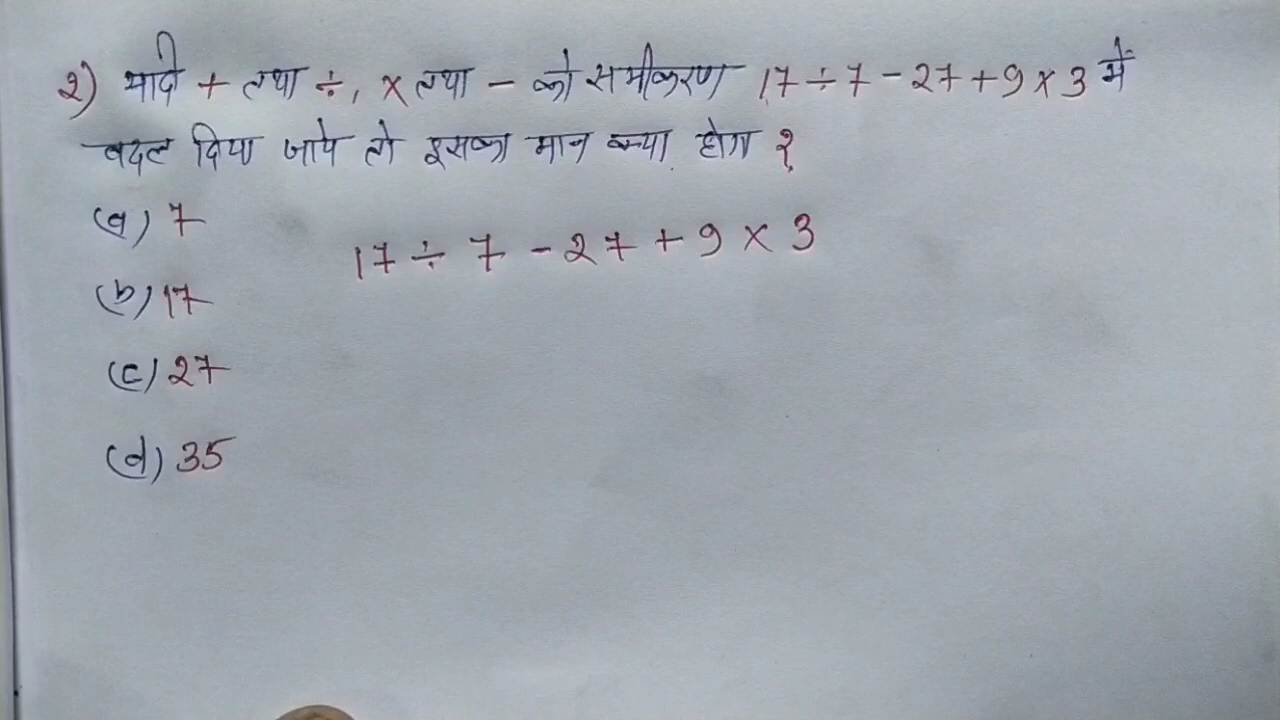 2) यदि + तथा ÷, × तथा - को समीकरण 17 ÷ 7 - 27 + 9 × 3 में
बदल दिया जाये तो इसका मान क्या होगा ?
(a) 7
17 ÷ 7 - 27 + 9 × 3
(b) 17
(c) 27
(d) 35